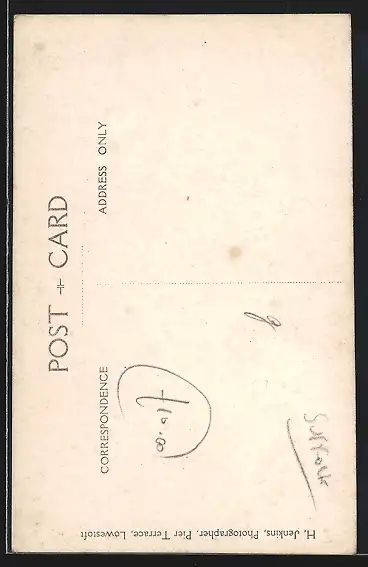 POST CARD
CORRESPONDENCE
ADDRESS ONLY
Suffolk
H. Jenkins, Photographer, Pier Terrace, Lowestoft